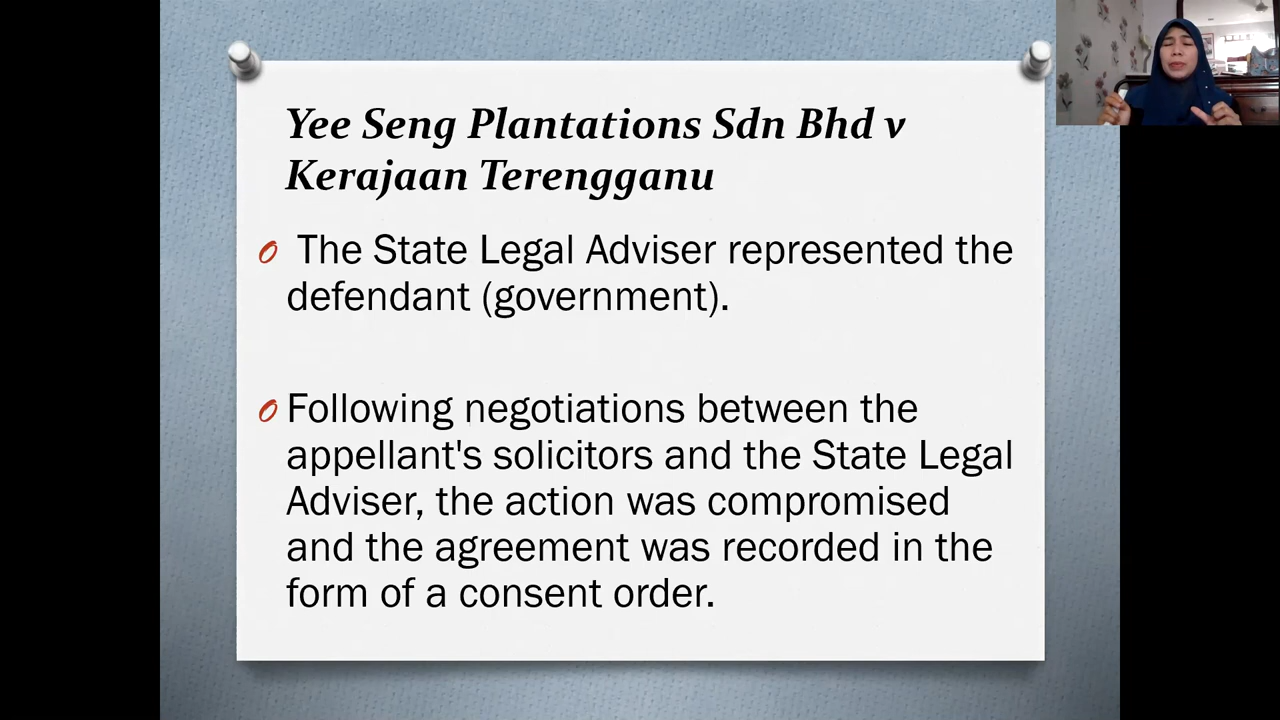 Yee Seng Plantations Sdn Bhd v
Kerajaan Terengganu
The State Legal Adviser represented the
defendant (government).
Following negotiations between the
appellant's solicitors and the State Legal
Adviser, the action was compromised
and the agreement was recorded in the
form of a consent order.